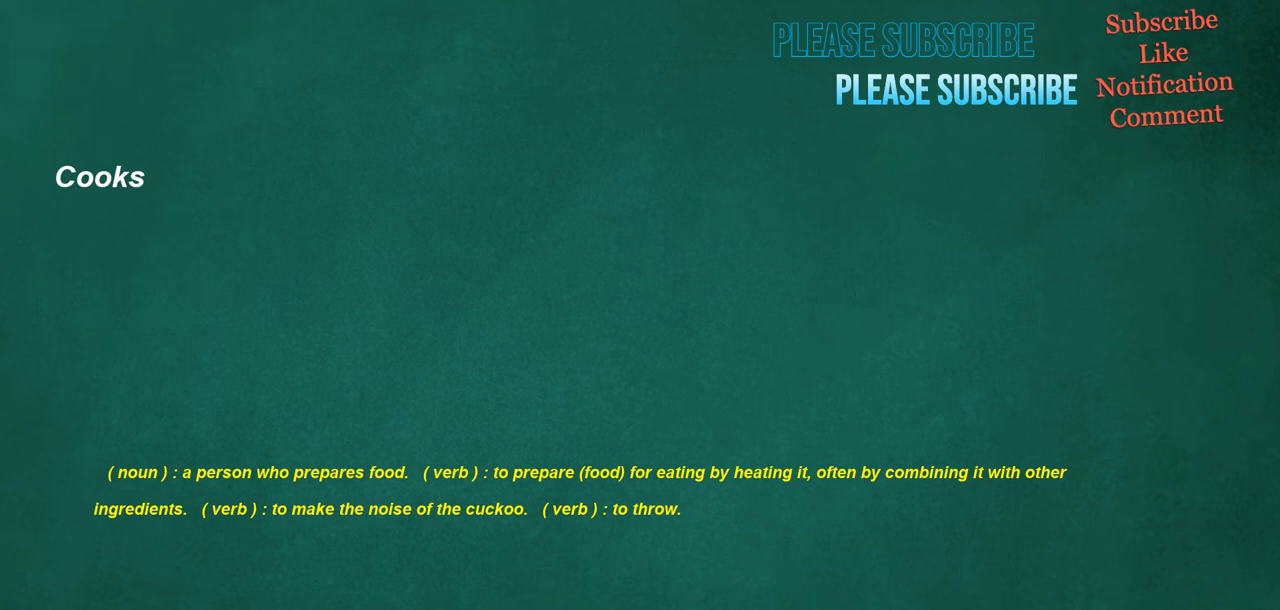 PLEASE SUBSCRIBE
PLEASE SUBSCRIBE
Subscribe
Like
Notification
Comment
Cooks
( noun ) : a person who prepares food. ( verb ) : to prepare (food) for eating by heating it, often by combining it with other
ingredients. ( verb ) : to make the noise of the cuckoo. ( verb ) : to throw.